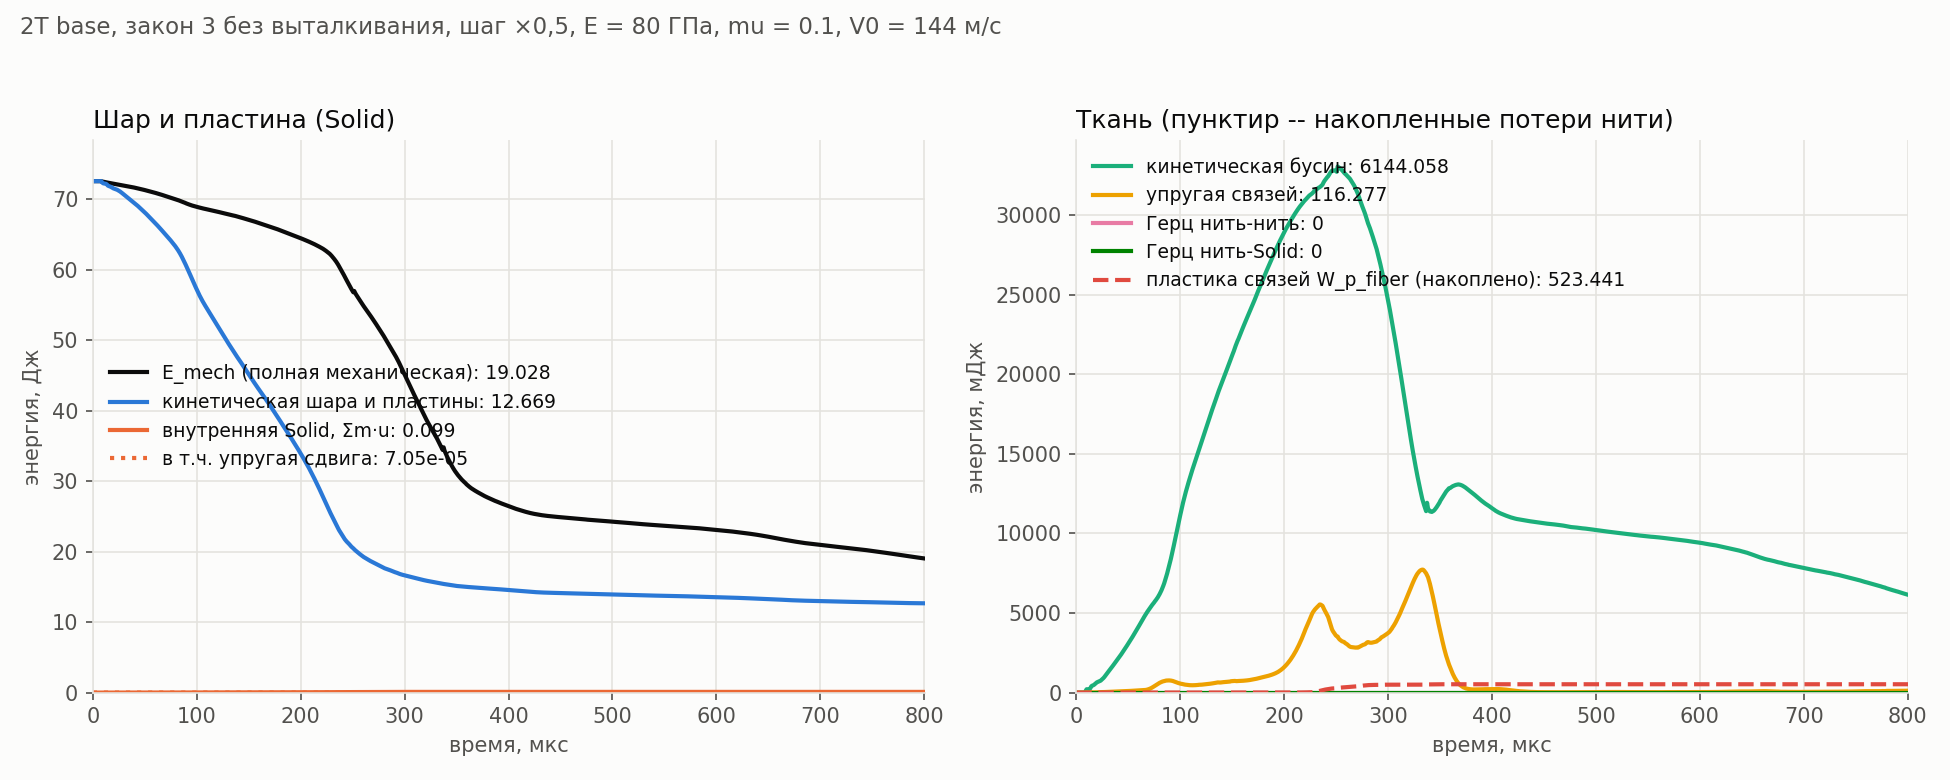 2T base, закон 3 без выталкивания, шаг ×0,5, E = 80 ГПа, mu = 0.1, V0 = 144 м/с
Шар и пластина (Solid)
энергия, Дж
70
60
50
40
30
20
10
0
E_mech (полная механическая): 19.028
кинетическая шара и пластины: 12.669
внутренняя Solid, Σm·u: 0.099
в т.ч. упругая сдвига: 7.05e-05
0 100 200 300 400 500 600 700 800
время, мкс
Ткань (пунктир -- накопленные потери нити)
энергия, мДж
30000
25000
20000
15000
10000
5000
0
кинетическая бусин: 6144.058
упругая связей: 116.277
Герц нить-нить: 0
Герц нить-Solid: 0
пластика связей W_p_fiber (накоплено): 523.441
0 100 200 300 400 500 600 700 800
время, мкс